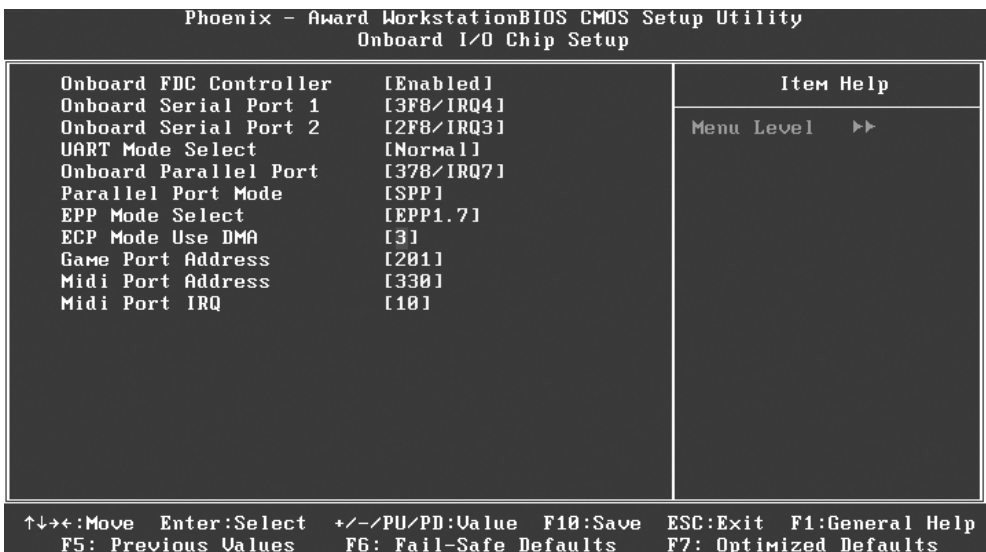 Phoenix - Award WorkstationBIOS CMOS Setup Utility
Onboard I/O Chip Setup
Onboard FDC Controller [Enabled]
Onboard Serial Port 1 [3F8/IRQ4]
Onboard Serial Port 2 [2F8/IRQ3]
UART Mode Select [Normal]
Onboard Parallel Port [378/IRQ7]
Parallel Port Mode [SPP]
EPP Mode Select [EPP1.7]
ECP Mode Use DMA [3]
Game Port Address [201]
Midi Port Address [330]
Midi Port IRQ [10]
Item Help
Menu Level ▸▸
↑↓→←:Move Enter:Select +/-/PU/PD:Value F10:Save ESC:Exit F1:General Help
F5: Previous Values F6: Fail-Safe Defaults F7: Optimized Defaults